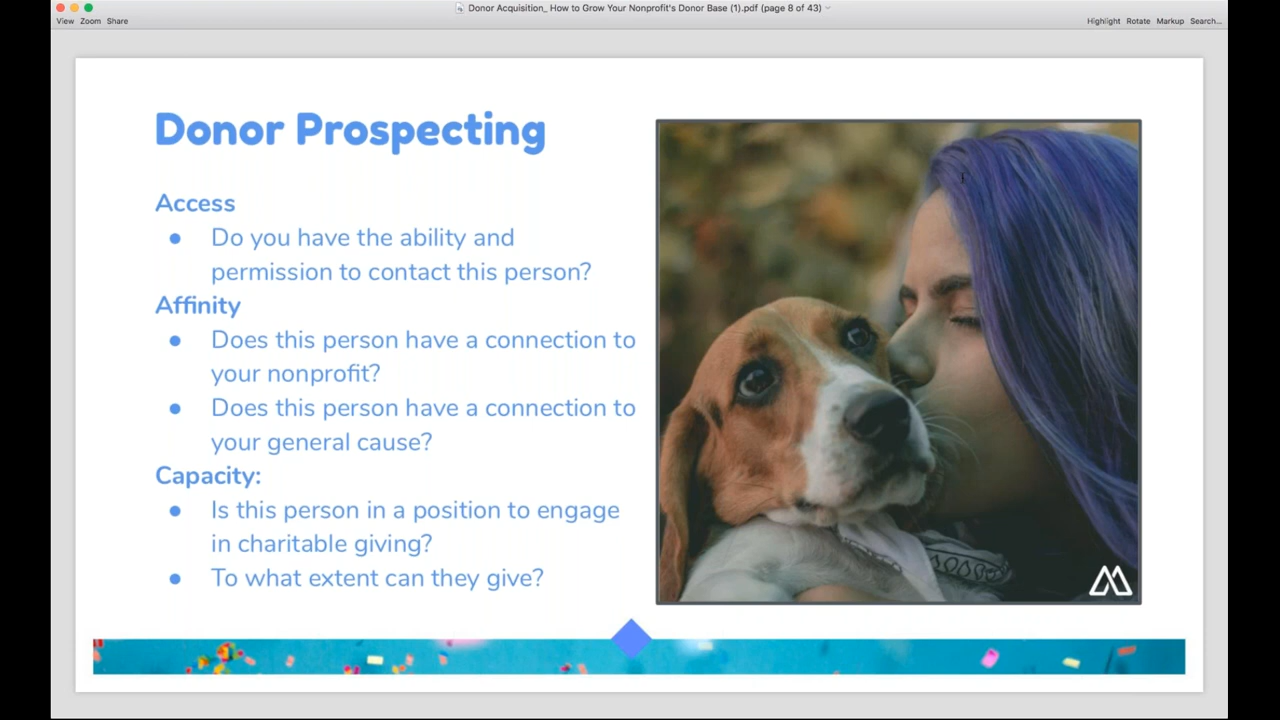 Donor Acquisition_ How to Grow Your Nonprofit's Donor Base (1).pdf (page 8 of 43)
View Zoom Share
Highlight Rotate Markup Search...
Donor Prospecting
Access
● Do you have the ability and
permission to contact this person?
Affinity
● Does this person have a connection to
your nonprofit?
● Does this person have a connection to
your general cause?
Capacity:
● Is this person in a position to engage
in charitable giving?
● To what extent can they give?